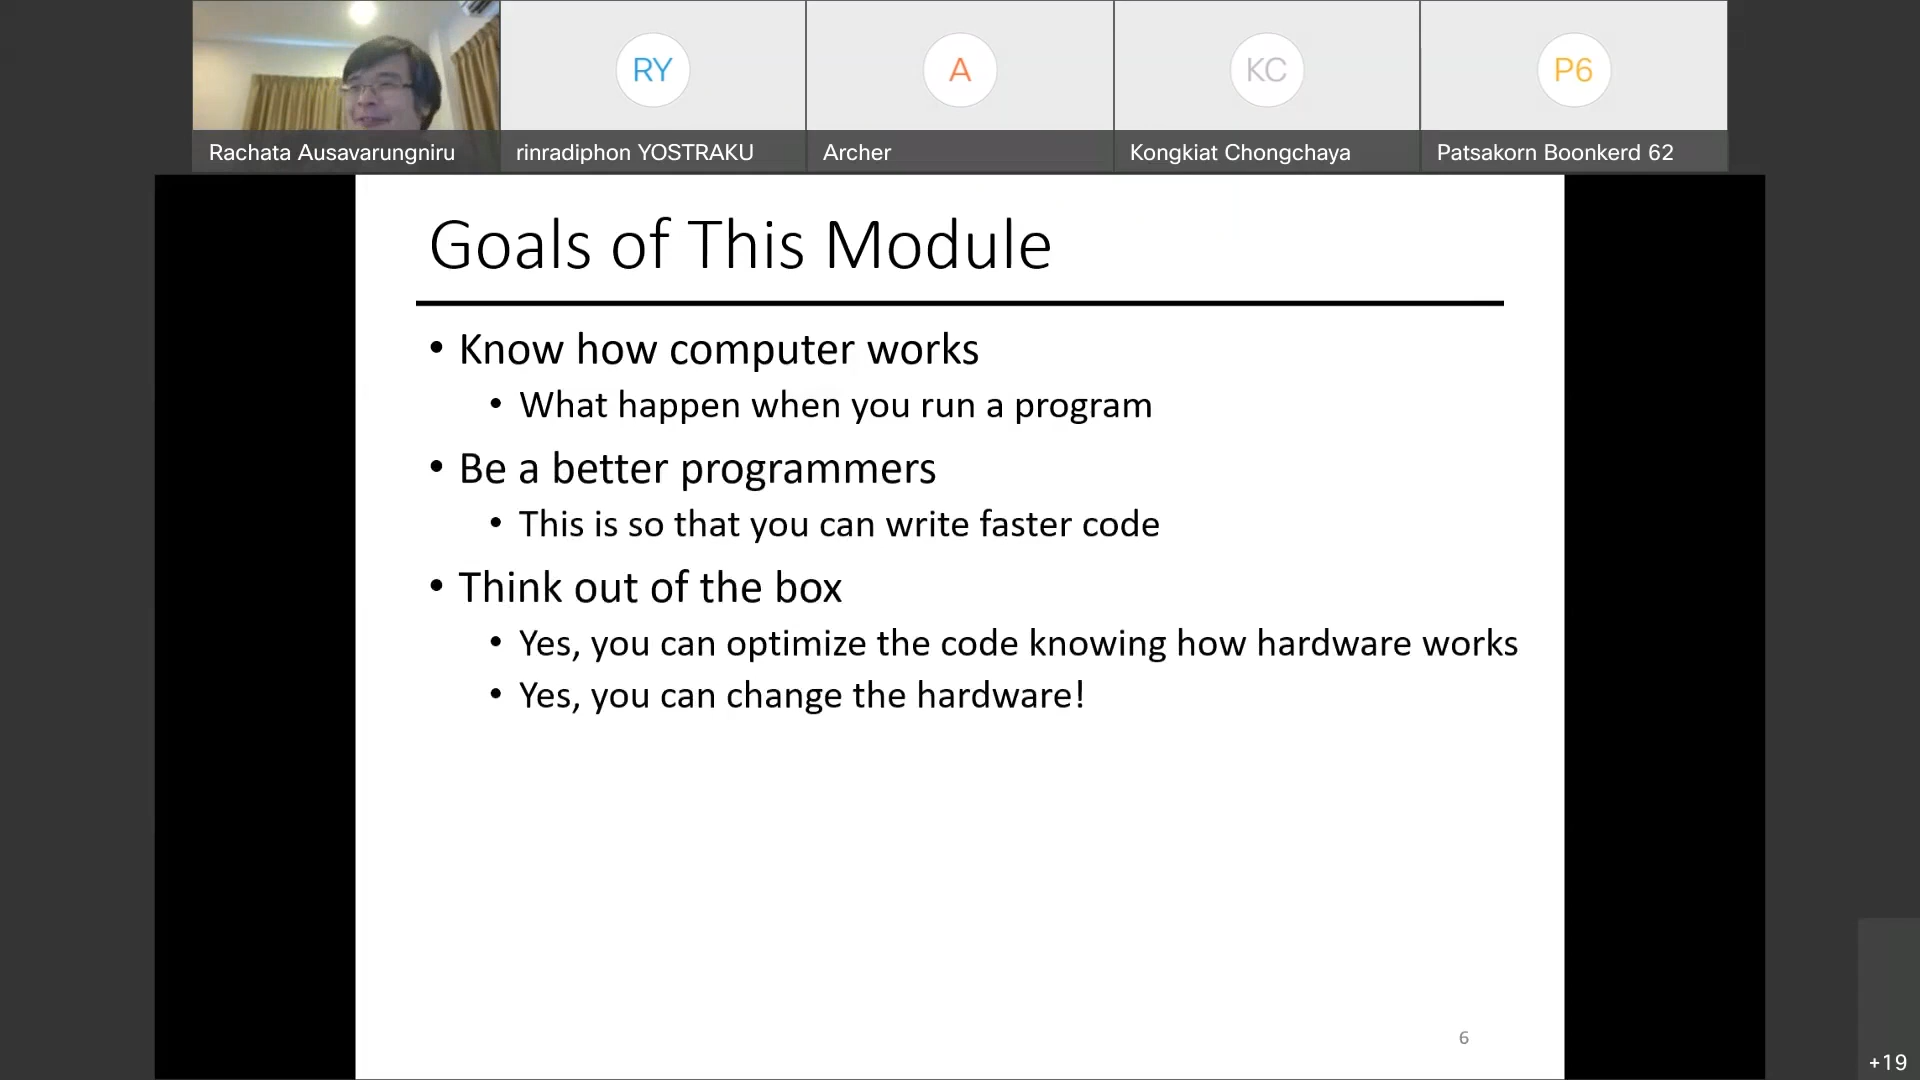 RY
A
KC
P6
Rachata Ausavarungniru
rinradiphon YOSTRAKU
Archer
Kongkiat Chongchaya
Patsakorn Boonkerd 62
Goals of This Module
• Know how computer works
• What happen when you run a program
• Be a better programmers
• This is so that you can write faster code
• Think out of the box
• Yes, you can optimize the code knowing how hardware works
• Yes, you can change the hardware!
6
+19